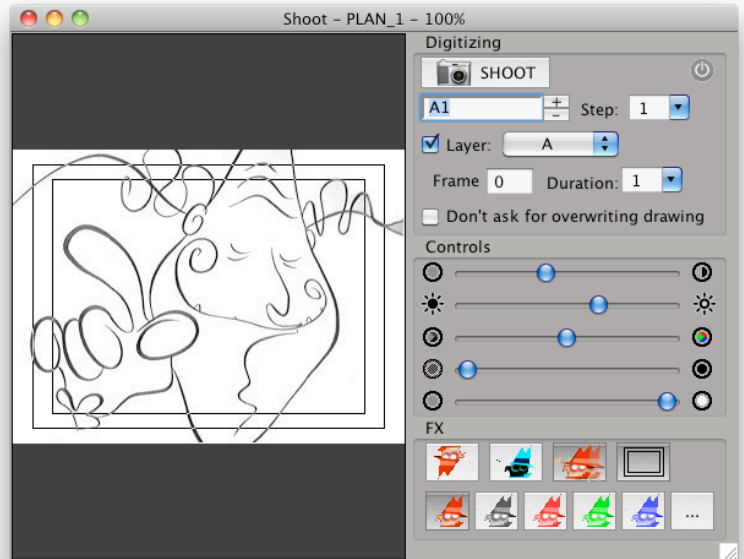 Shoot – PLAN_1 – 100%
Digitizing
SHOOT
A1 + − Step: 1
Layer: A
Frame 0 Duration: 1
Don't ask for overwriting drawing
Controls
FX
...